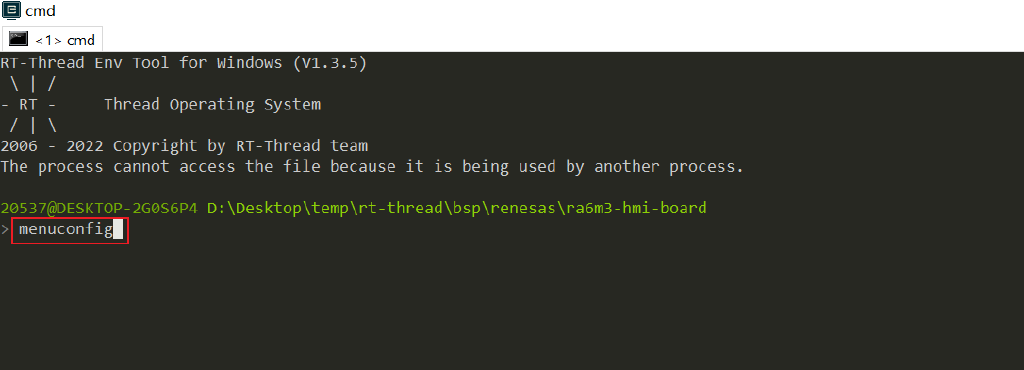 cmd
<1> cmd
RT-Thread Env Tool for Windows (V1.3.5)
\ | /
- RT -     Thread Operating System
/ | \
2006 - 2022 Copyright by RT-Thread team
The process cannot access the file because it is being used by another process.
20537@DESKTOP-2G0S6P4 D:\Desktop\temp\rt-thread\bsp\renesas\ra6m3-hmi-board
> menuconfig